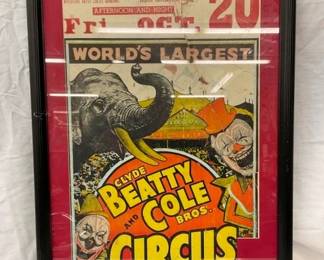 AFTERNOON AND NIGHT
Fri. OCT. 20
WORLD'S LARGEST
CLYDE
BEATTY
AND COLE
BROS.
CIRCUS